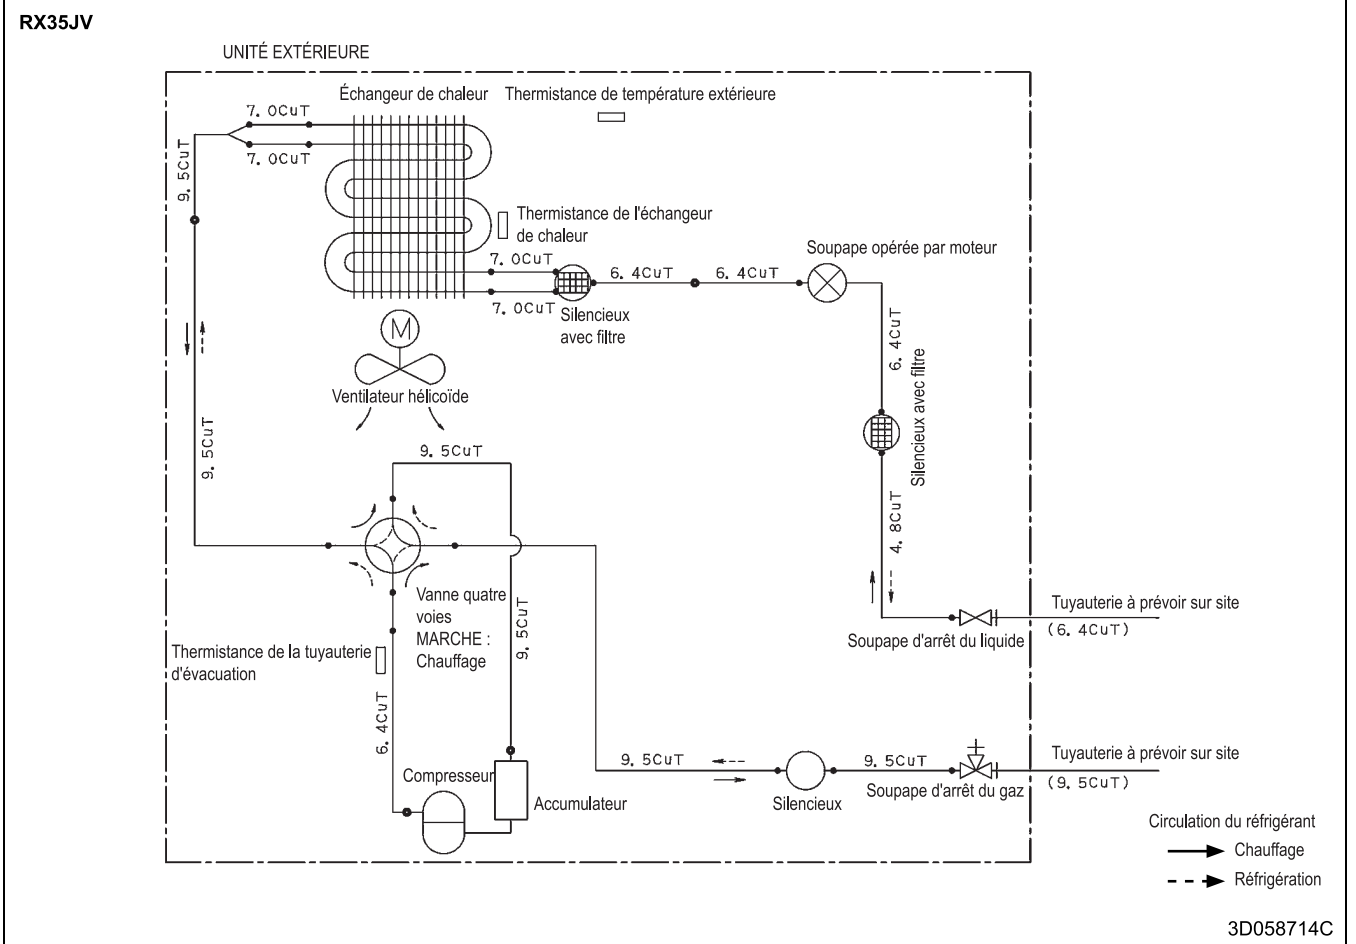 RX35JV
UNITÉ EXTÉRIEURE
Échangeur de chaleur
Thermistance de température extérieure
7. 0CuT
7. 0CuT
9. 5CuT
Thermistance de l'échangeur
de chaleur
7. 0CuT
7. 0CuT
Silencieux
avec filtre
6. 4CuT
6. 4CuT
Soupape opérée par moteur
6. 4CuT
Silencieux avec filtre
4. 8CuT
M
Ventilateur hélicoïde
9. 5CuT
9. 5CuT
Vanne quatre
voies
MARCHE :
Chauffage
9. 5CuT
Thermistance de la tuyauterie
d'évacuation
6. 4CuT
Compresseur
Accumulateur
9. 5CuT
Silencieux
9. 5CuT
Soupape d'arrêt du gaz
Soupape d'arrêt du liquide
Tuyauterie à prévoir sur site
(6. 4CuT)
Tuyauterie à prévoir sur site
(9. 5CuT)
Circulation du réfrigérant
Chauffage
Réfrigération
3D058714C